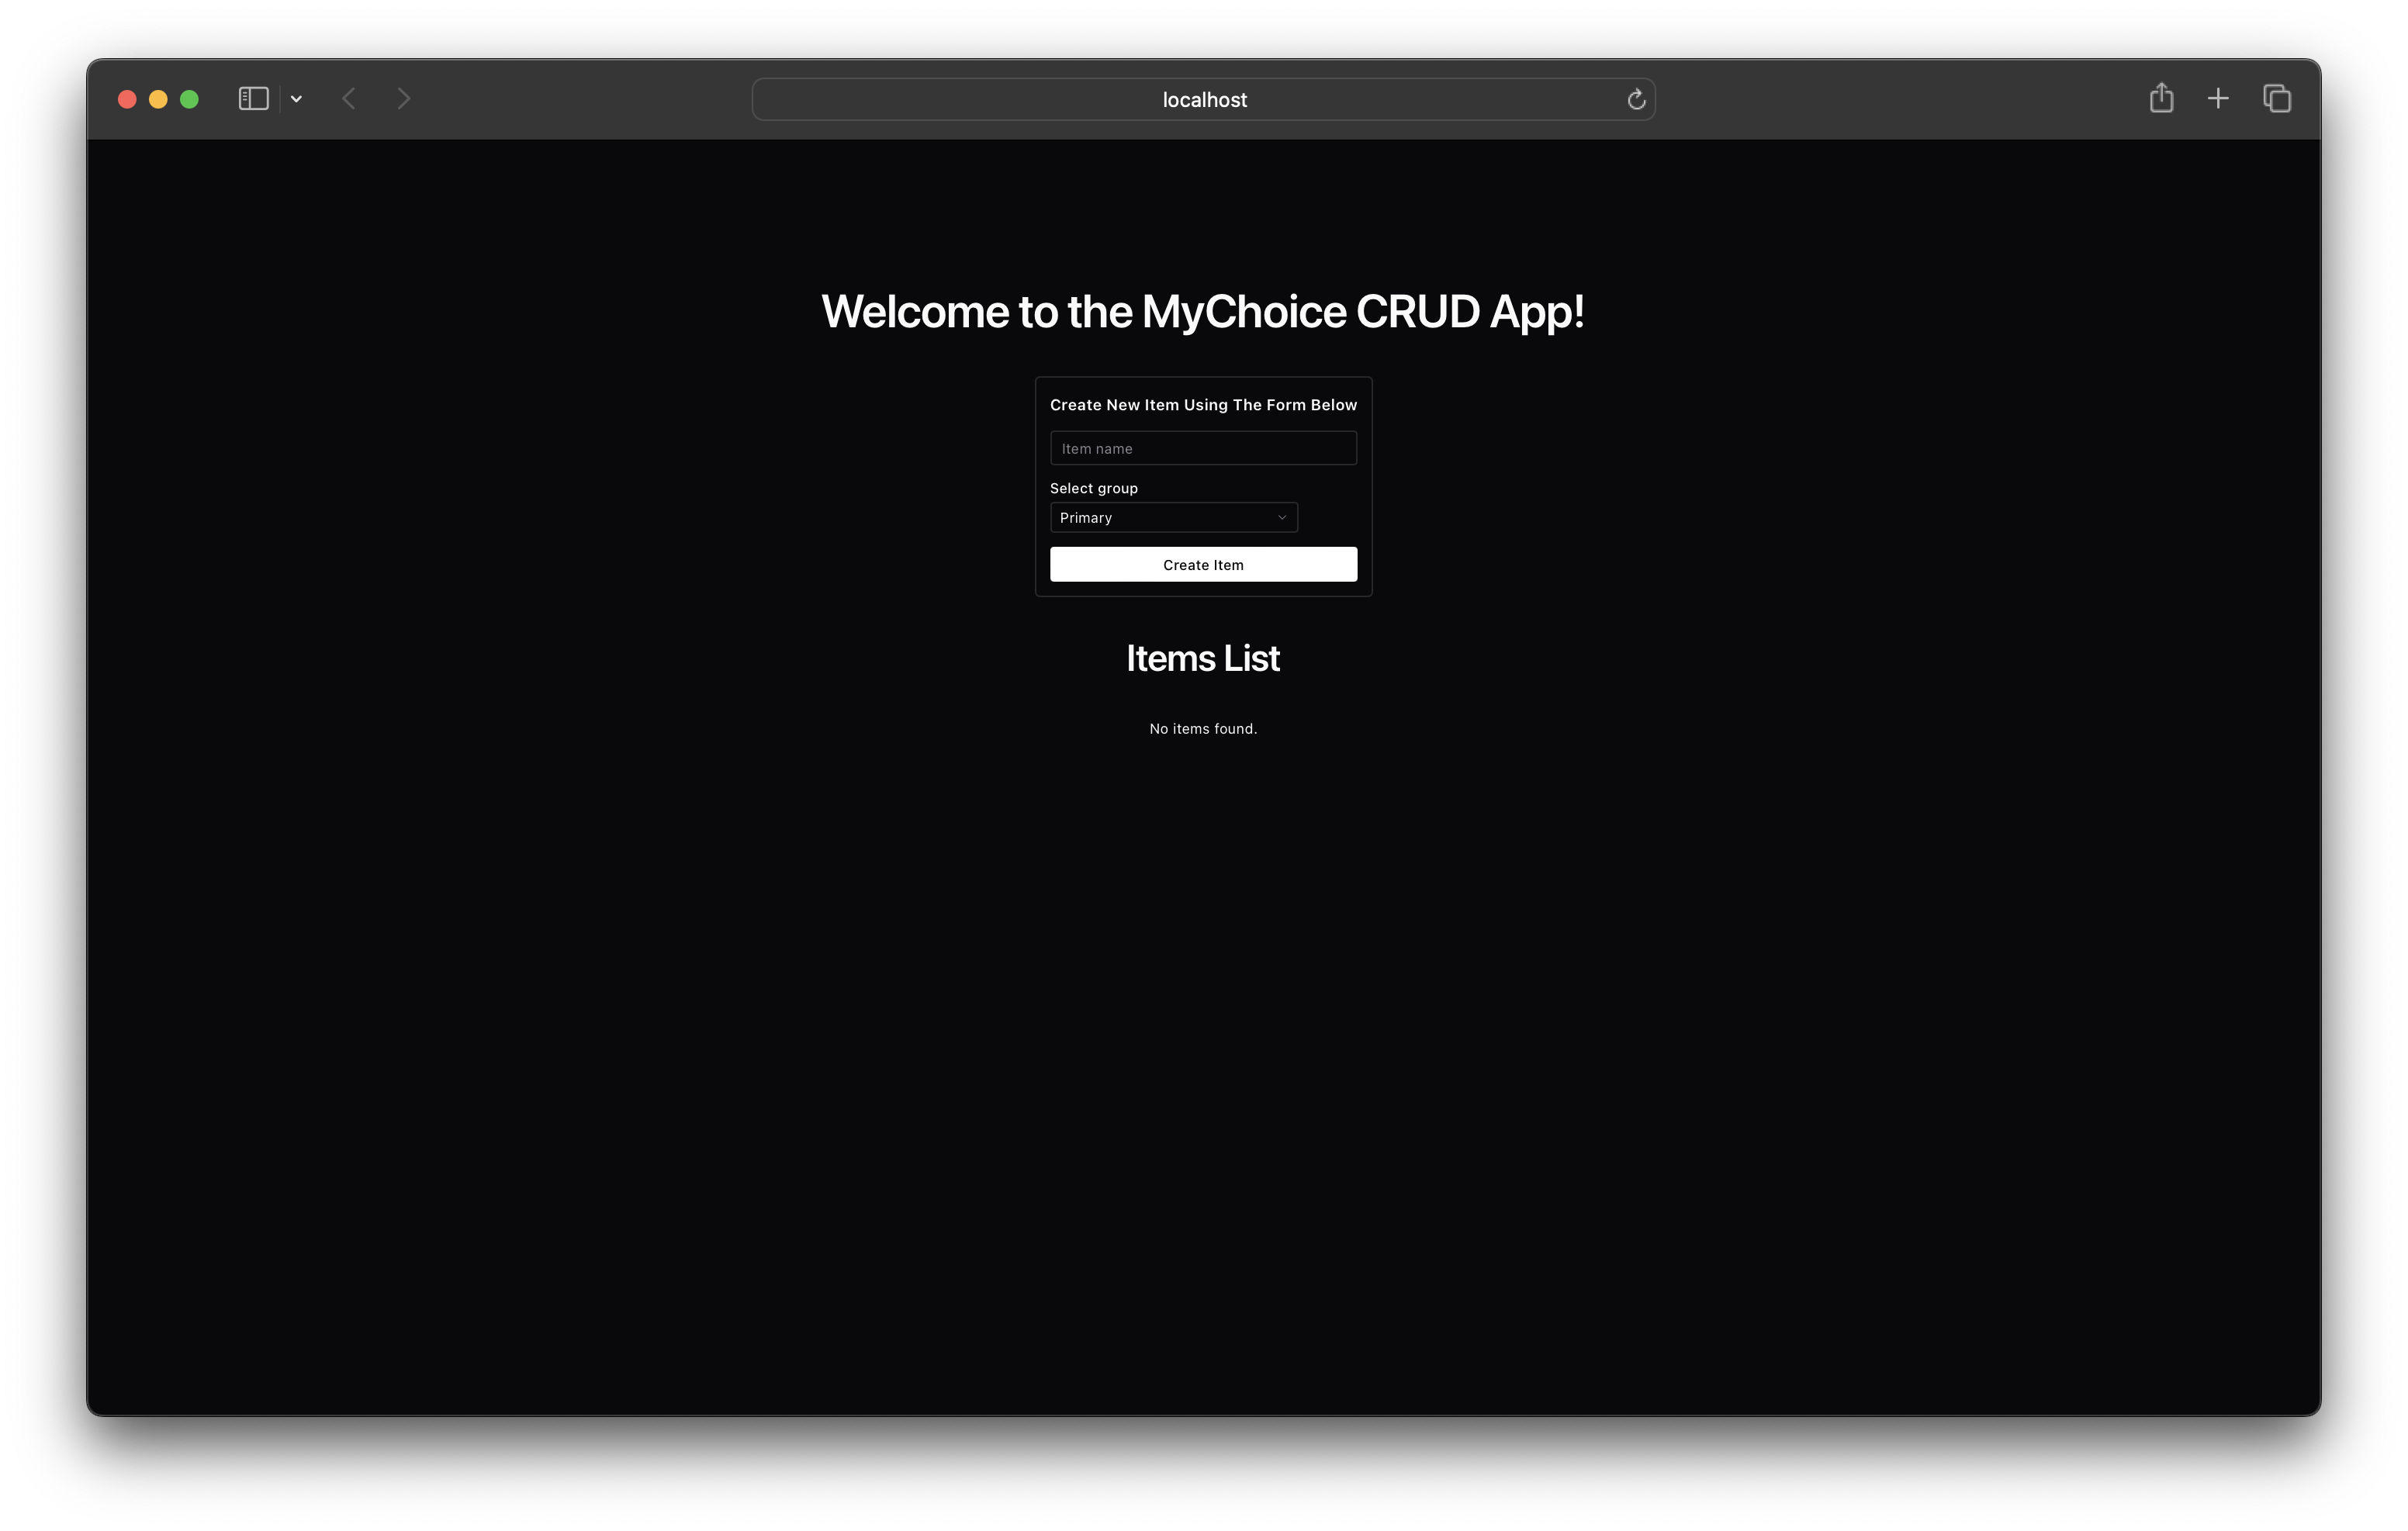 localhost
Welcome to the MyChoice CRUD App!
Create New Item Using The Form Below
Item name
Select group
Primary
Create Item
Items List
No items found.